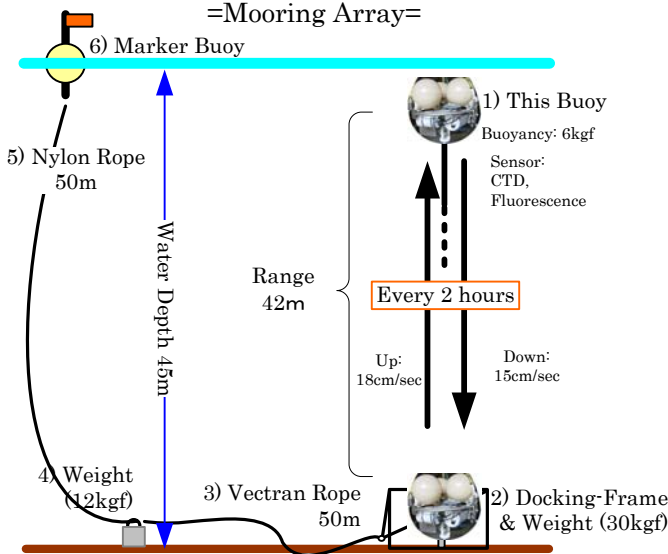 =Mooring Array=
6) Marker Buoy
1) This Buoy
Buoyancy: 6kgf
Sensor:
CTD,
Fluorescence
5) Nylon Rope
50m
Water Depth 45m
Range
42m
Every 2 hours
Up:
18cm/sec
Down:
15cm/sec
4) Weight
(12kgf)
3) Vectran Rope
50m
2) Docking-Frame
& Weight (30kgf)